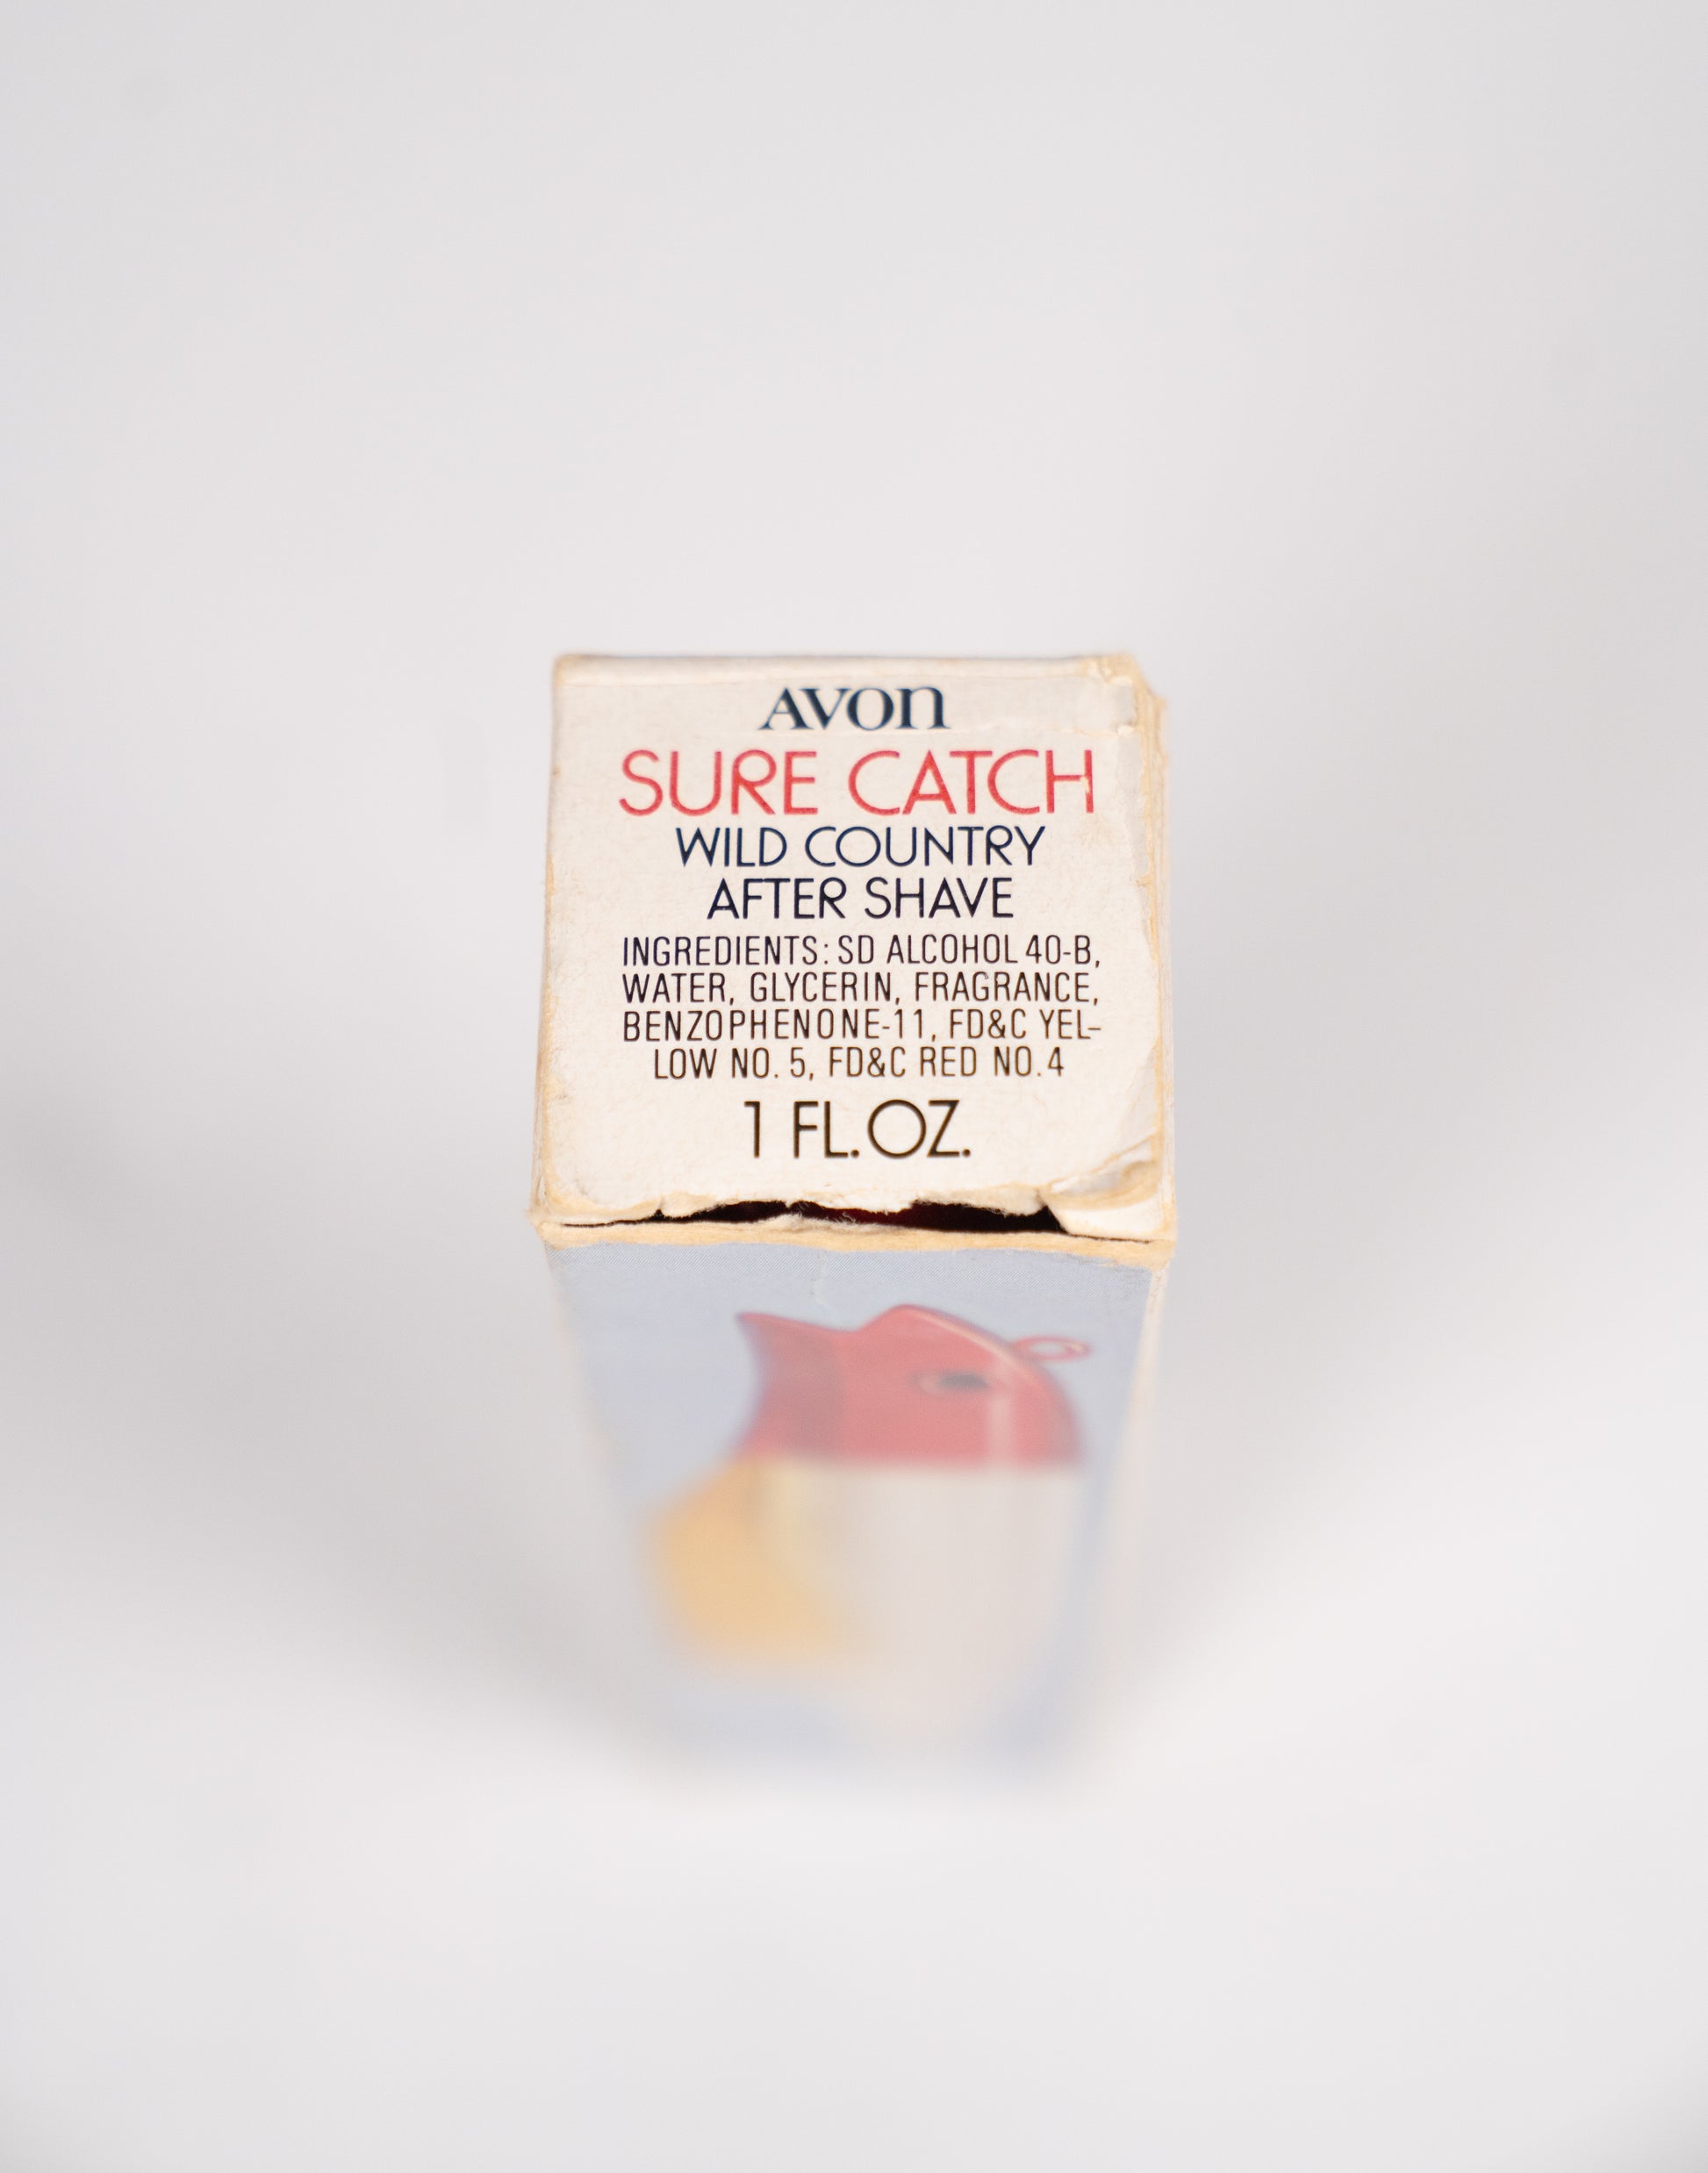 AVON
SURE CATCH
WILD COUNTRY
AFTER SHAVE
INGREDIENTS: SD ALCOHOL 40-B,
WATER, GLYCERIN, FRAGRANCE,
BENZOPHENONE-11, FD&C YEL-
LOW NO. 5, FD&C RED NO. 4
1 FL. OZ.